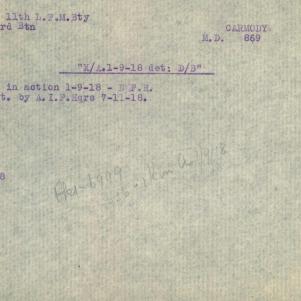 11th L.T.M.Bty
rd Btn
CARMODY
M.D. 869
"K/A.1-9-18 det: D/B"
in action 1-9-18 - D F.H.
t. by A.I.F.Hqrs 7-11-18.
8